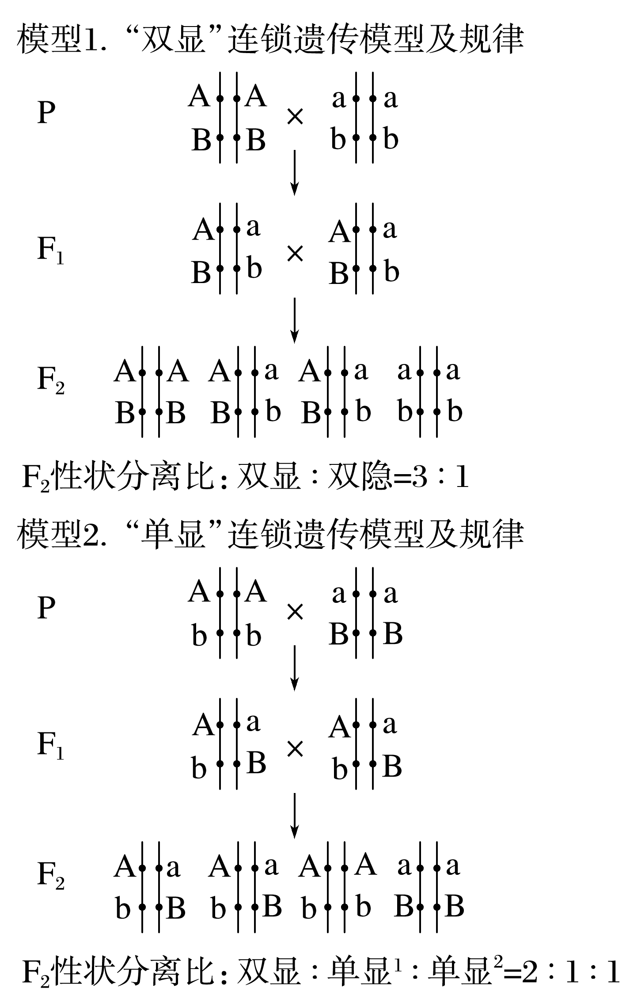 模型1.“双显”连锁遗传模型及规律
P
A A × a a
B B b b
F1
A a × A a
B b B b
F2
A A A a A a a a
B B B b B b b b
F2性状分离比：双显∶双隐=3∶1
模型2.“单显”连锁遗传模型及规律
P
A A × a a
b b B B
F1
A a × A a
b B b B
F2
A a A a A A a a
b B b B b b B B
F2性状分离比：双显∶单显1∶单显2=2∶1∶1